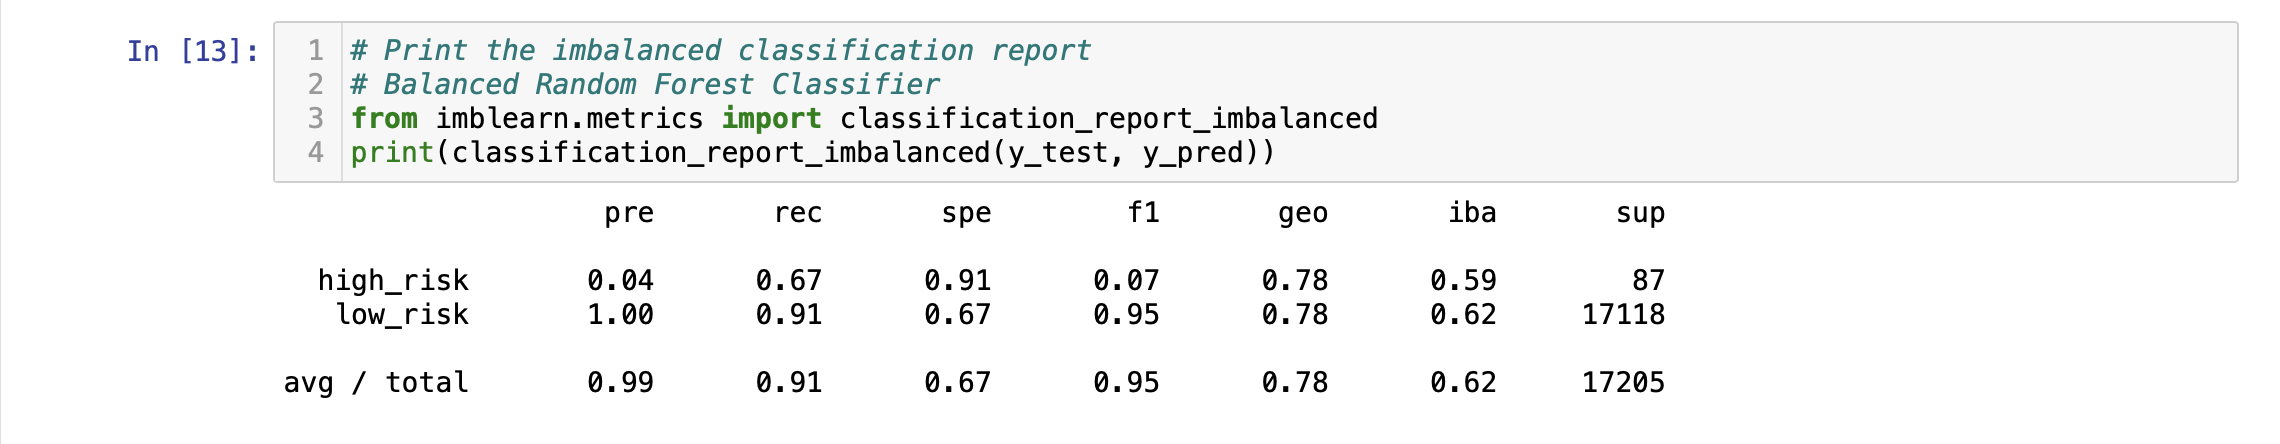 In [13]:
1 # Print the imbalanced classification report
2 # Balanced Random Forest Classifier
3 from imblearn.metrics import classification_report_imbalanced
4 print(classification_report_imbalanced(y_test, y_pred))
pre rec spe f1 geo iba sup
high_risk 0.04 0.67 0.91 0.07 0.78 0.59 87
low_risk 1.00 0.91 0.67 0.95 0.78 0.62 17118
avg / total 0.99 0.91 0.67 0.95 0.78 0.62 17205